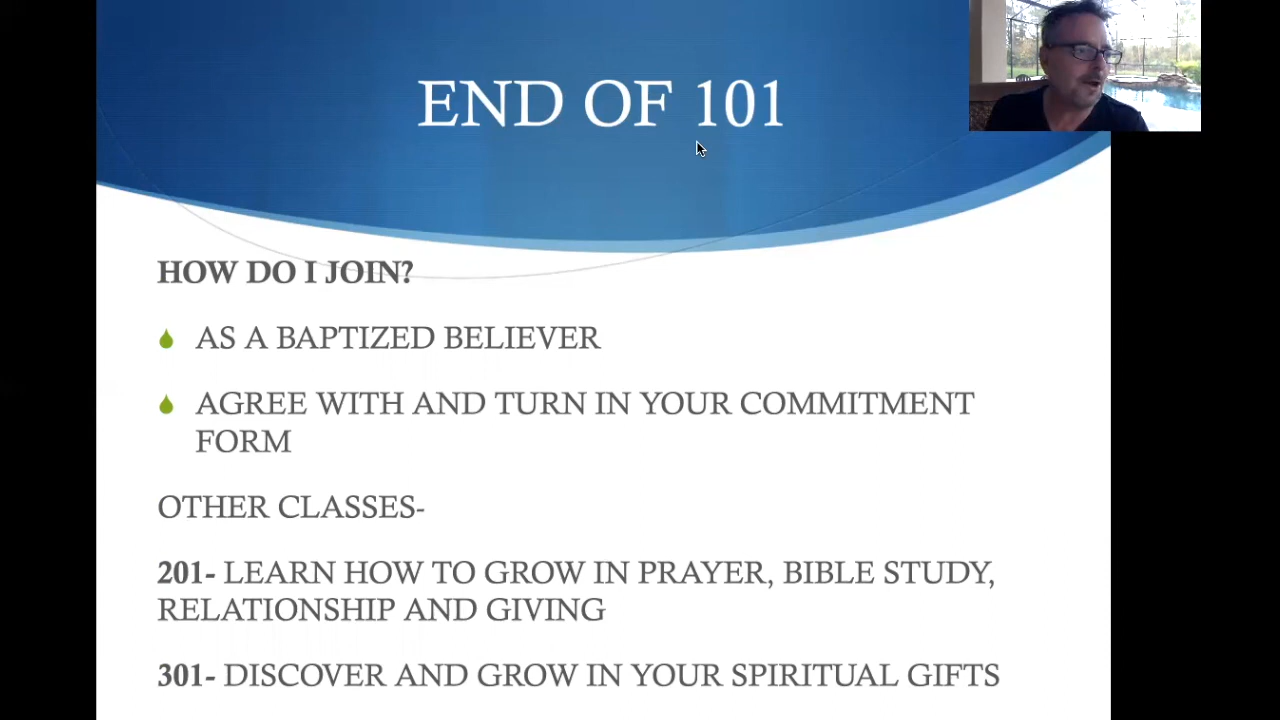 END OF 101
HOW DO I JOIN?
AS A BAPTIZED BELIEVER
AGREE WITH AND TURN IN YOUR COMMITMENT
FORM
OTHER CLASSES-
201- LEARN HOW TO GROW IN PRAYER, BIBLE STUDY,
RELATIONSHIP AND GIVING
301- DISCOVER AND GROW IN YOUR SPIRITUAL GIFTS